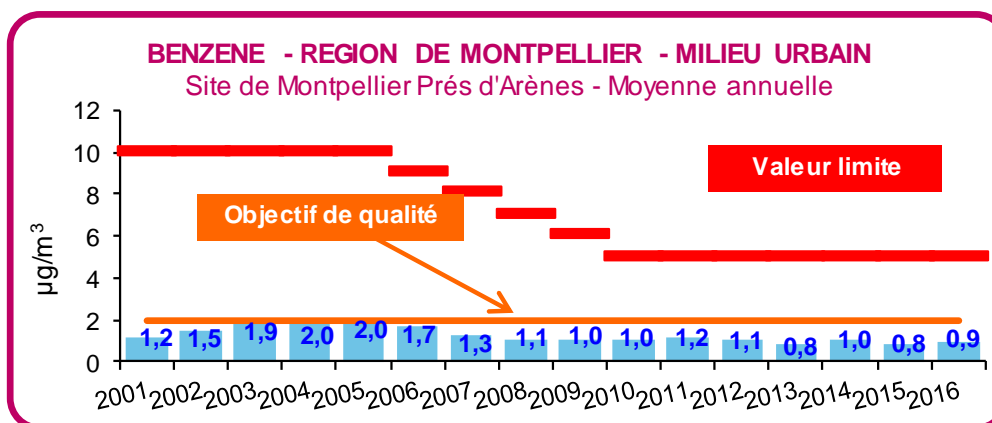 BENZENE - REGION DE MONTPELLIER - MILIEU URBAIN
Site de Montpellier Prés d'Arènes - Moyenne annuelle
12
10
8
6
4
2
0
µg/m³
Valeur limite
Objectif de qualité
1,2 1,5 1,9 2,0 2,0 1,7 1,3 1,1 1,0 1,0 1,2 1,1 0,8 1,0 0,8 0,9
2001 2002 2003 2004 2005 2006 2007 2008 2009 2010 2011 2012 2013 2014 2015 2016